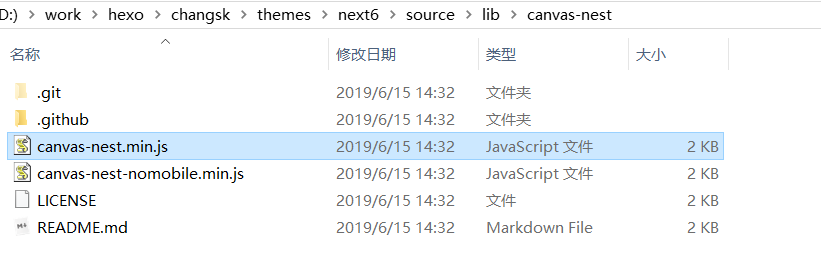 D:) > work > hexo > changsk > themes > next6 > source > lib > canvas-nest
名称 修改日期 类型 大小
.git 2019/6/15 14:32 文件夹
.github 2019/6/15 14:32 文件夹
canvas-nest.min.js 2019/6/15 14:32 JavaScript 文件 2 KB
canvas-nest-nomobile.min.js 2019/6/15 14:32 JavaScript 文件 2 KB
LICENSE 2019/6/15 14:32 文件 2 KB
README.md 2019/6/15 14:32 Markdown File 2 KB